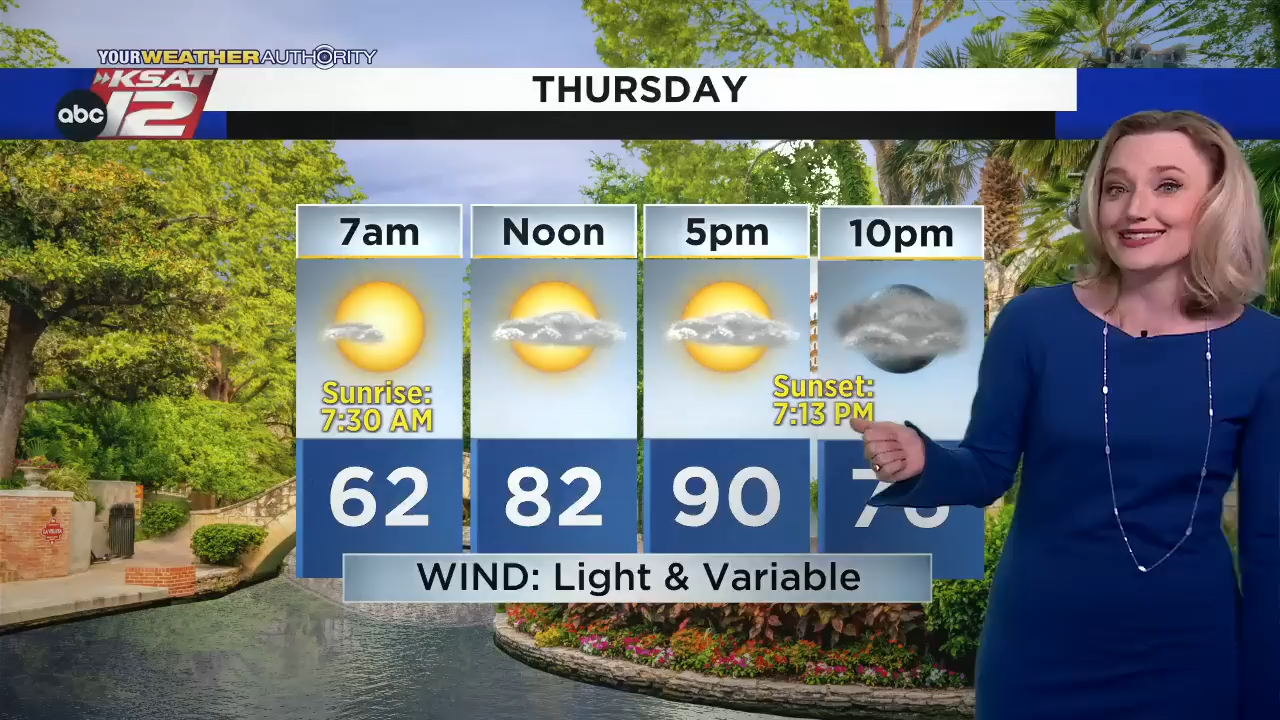 YOURWEATHERAUTHORITY
KSAT
abc 12
THURSDAY
7am Noon 5pm 10pm
Sunrise:
7:30 AM
Sunset:
7:13 PM
62 82 90
WIND: Light & Variable